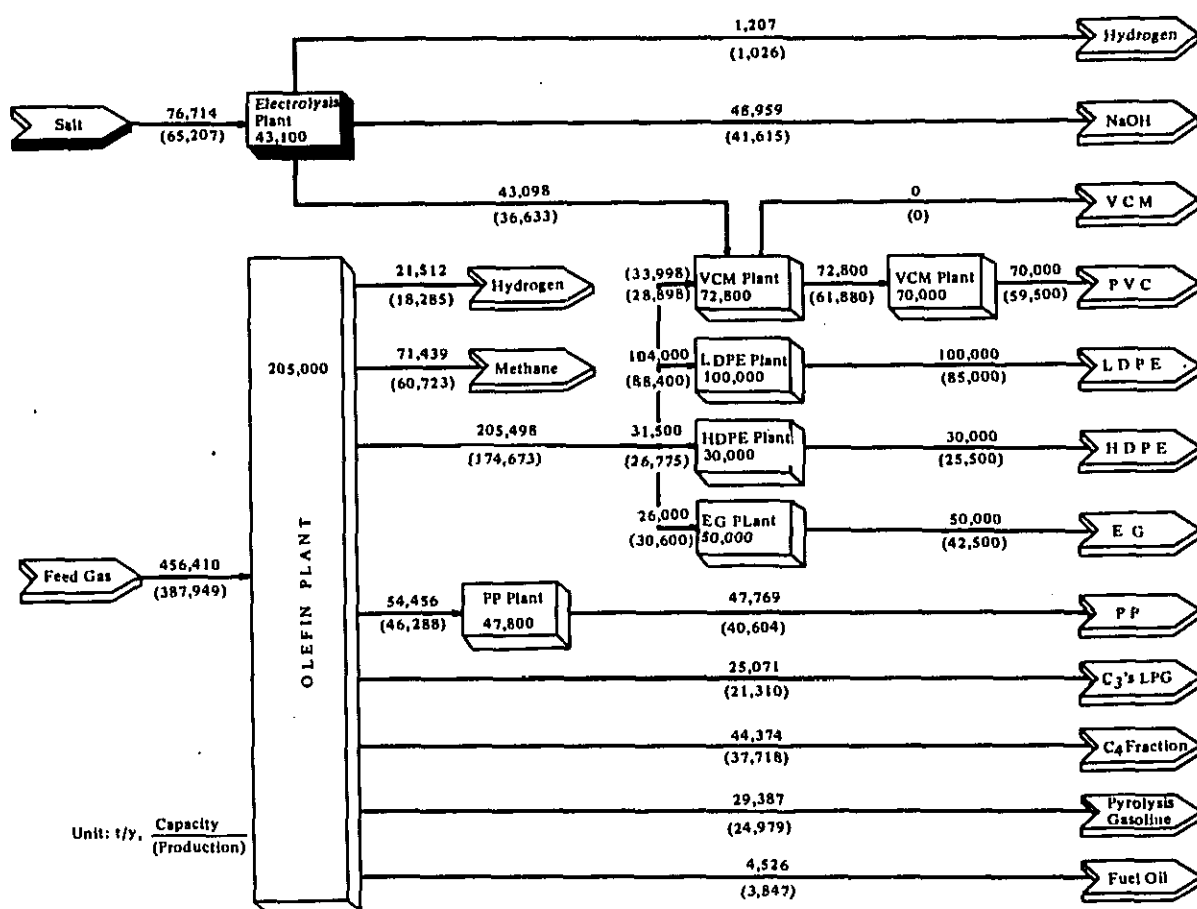 1,207
Hydrogen
(1,026)
Salt
76,714
(65,207)
Electrolysis
Plant
43,100
48,959
(41,615)
NaOH
43,098
(36,633)
0
(0)
V C M
21,512
(18,285)
Hydrogen
(33,998)
(28,898)
VCM Plant
72,800
72,800
(61,880)
VCM Plant
70,000
70,000
(59,500)
P V C
205,000
71,439
(60,723)
Methane
104,000
(88,400)
LDPE Plant
100,000
100,000
(85,000)
L D P E
205,498
(174,673)
31,500
(26,775)
HDPE Plant
30,000
30,000
(25,500)
H D P E
26,000
(30,600)
EG PLant
50,000
50,000
(42,500)
E G
Feed Gas
456,410
(387,949)
OLEFIN PLANT
54,456
(46,288)
PP Plant
47,800
47,769
(40,604)
P P
25,071
(21,310)
C3's LPG
44,374
(37,718)
C4 Fraction
29,387
(24,979)
Pyrolysis
Gasoline
Unit: t/y, Capacity
(Production)
4,526
(3,847)
Fuel Oil